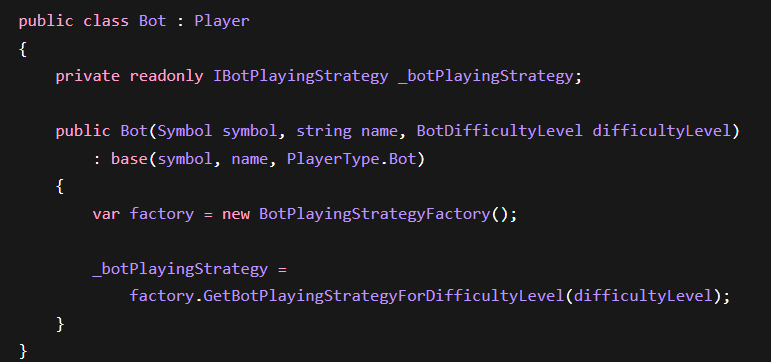 public class Bot : Player
{
    private readonly IBotPlayingStrategy _botPlayingStrategy;

    public Bot(Symbol symbol, string name, BotDifficultyLevel difficultyLevel)
        : base(symbol, name, PlayerType.Bot)
    {
        var factory = new BotPlayingStrategyFactory();

        _botPlayingStrategy =
            factory.GetBotPlayingStrategyForDifficultyLevel(difficultyLevel);
    }
}